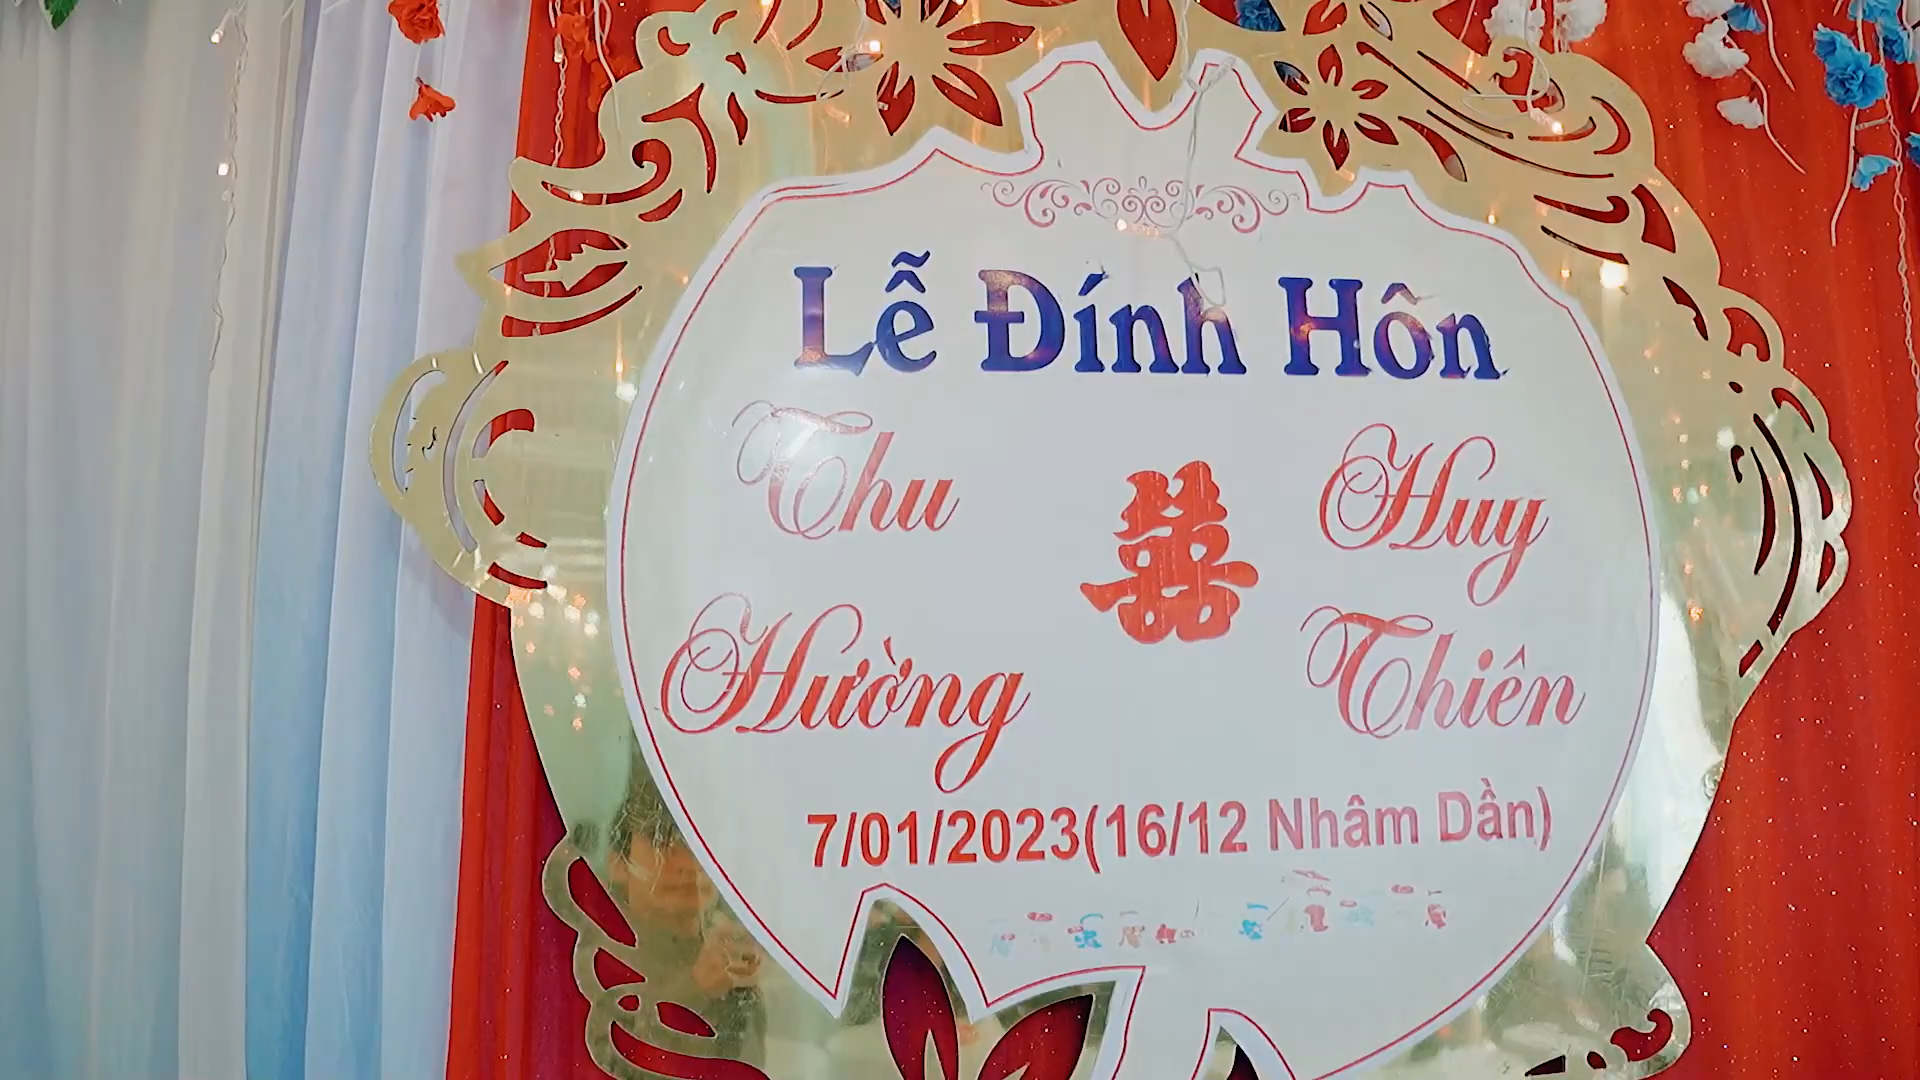 Lễ Đính Hôn
Thu
Hường
囍
Huy
Thiên
7/01/2023(16/12 Nhâm Dần)